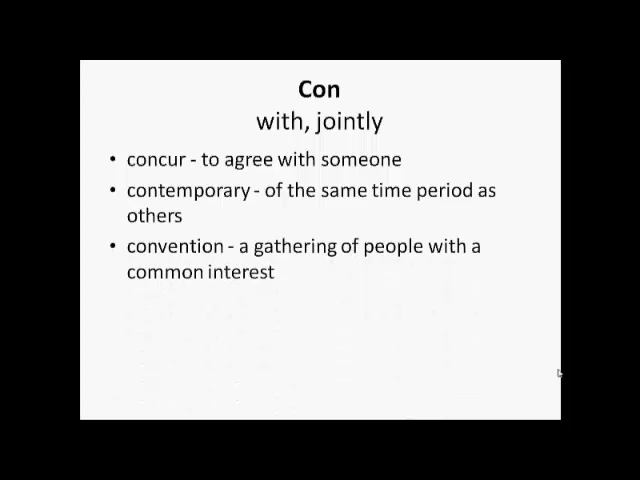 Con
with, jointly
• concur - to agree with someone
• contemporary - of the same time period as
others
• convention - a gathering of people with a
common interest